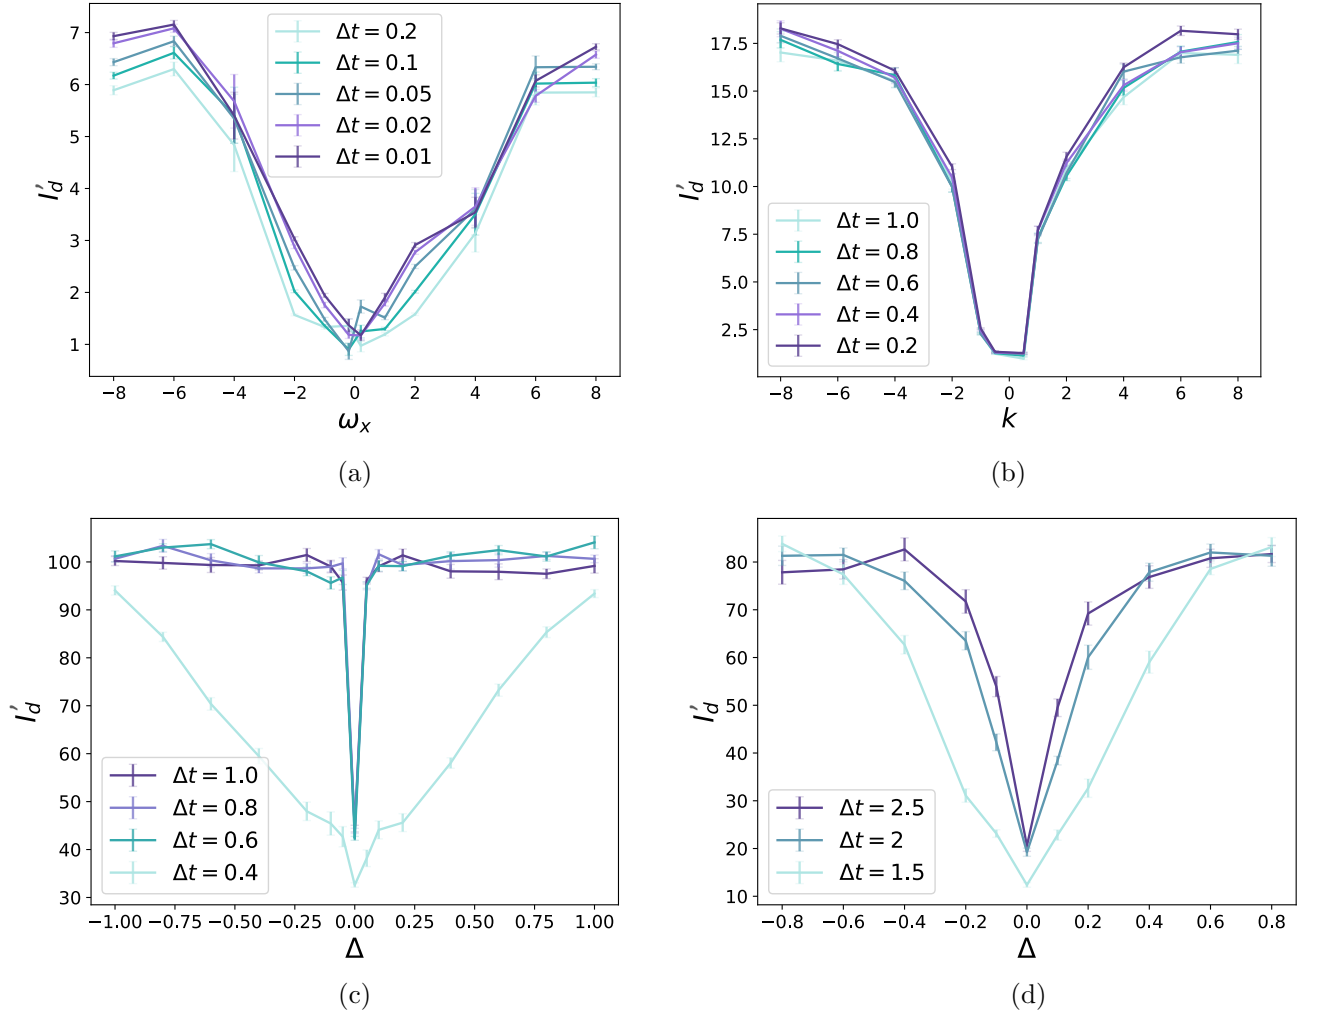 7
6
5
4
3
2
1
I'_d
Δt = 0.2
Δt = 0.1
Δt = 0.05
Δt = 0.02
Δt = 0.01
−8 −6 −4 −2 0 2 4 6 8
ω_x
(a)
17.5
15.0
12.5
10.0
7.5
5.0
2.5
I'_d
Δt = 1.0
Δt = 0.8
Δt = 0.6
Δt = 0.4
Δt = 0.2
−8 −6 −4 −2 0 2 4 6 8
k
(b)
100
90
80
70
60
50
40
30
I'_d
Δt = 1.0
Δt = 0.8
Δt = 0.6
Δt = 0.4
−1.00 −0.75 −0.50 −0.25 0.00 0.25 0.50 0.75 1.00
Δ
(c)
80
70
60
50
40
30
20
10
I'_d
Δt = 2.5
Δt = 2
Δt = 1.5
−0.8 −0.6 −0.4 −0.2 0.0 0.2 0.4 0.6 0.8
Δ
(d)